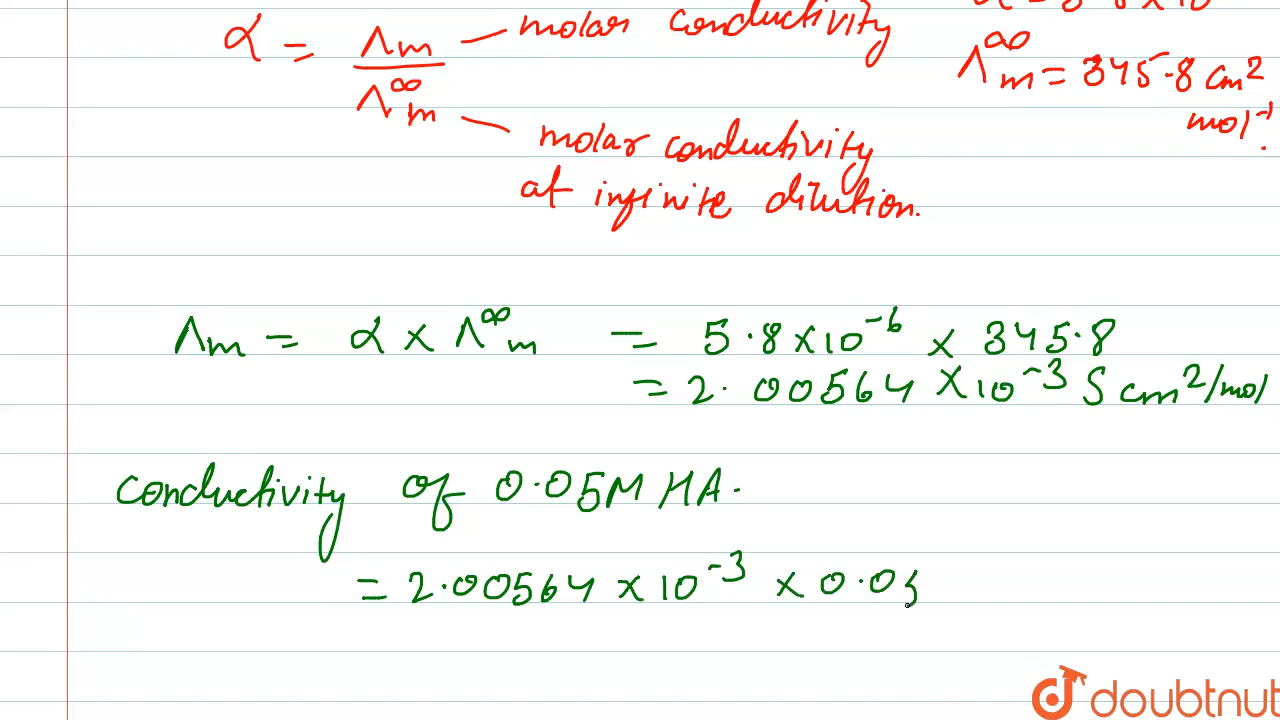 α = Λm / Λ∞m — molar conductivity
— molar conductivity
at infinite dilution.
Λ∞m = 345.8 cm²
mol⁻¹.
Λm = α × Λ∞m = 5.8×10⁻⁶ × 345.8
= 2.00564 × 10⁻³ S cm²/mol
Conductivity of 0.05M HA.
= 2.00564 × 10⁻³ × 0.05
doubtnut